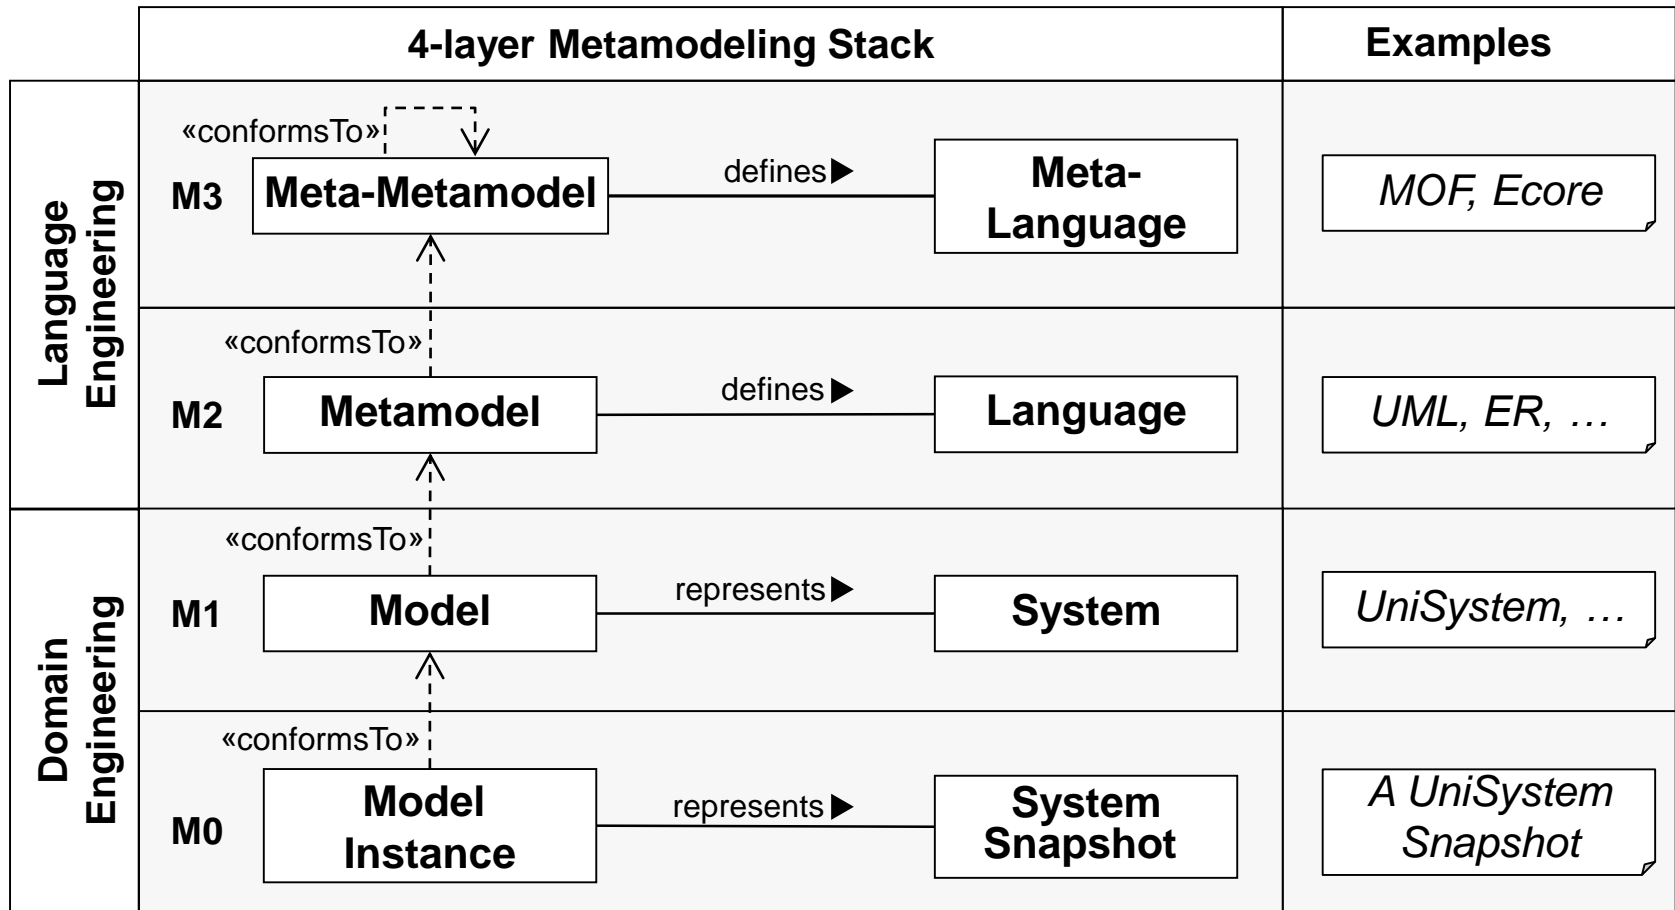 4-layer Metamodeling Stack
Examples
Language
Engineering
«conformsTo»
M3
Meta-Metamodel
defines
Meta-
Language
MOF, Ecore
«conformsTo»
M2
Metamodel
defines
Language
UML, ER, …
Domain
Engineering
«conformsTo»
M1
Model
represents
System
UniSystem, …
«conformsTo»
M0
Model
Instance
represents
System
Snapshot
A UniSystem
Snapshot